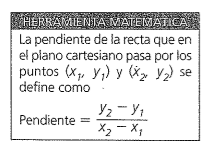 HERRAMIENTA MATEMÁTICA
La pendiente de la recta que en
el plano cartesiano pasa por los
puntos (x₁, y₁) y (x₂, y₂) se
define como
Pendiente = (y₂ − y₁) / (x₂ − x₁)